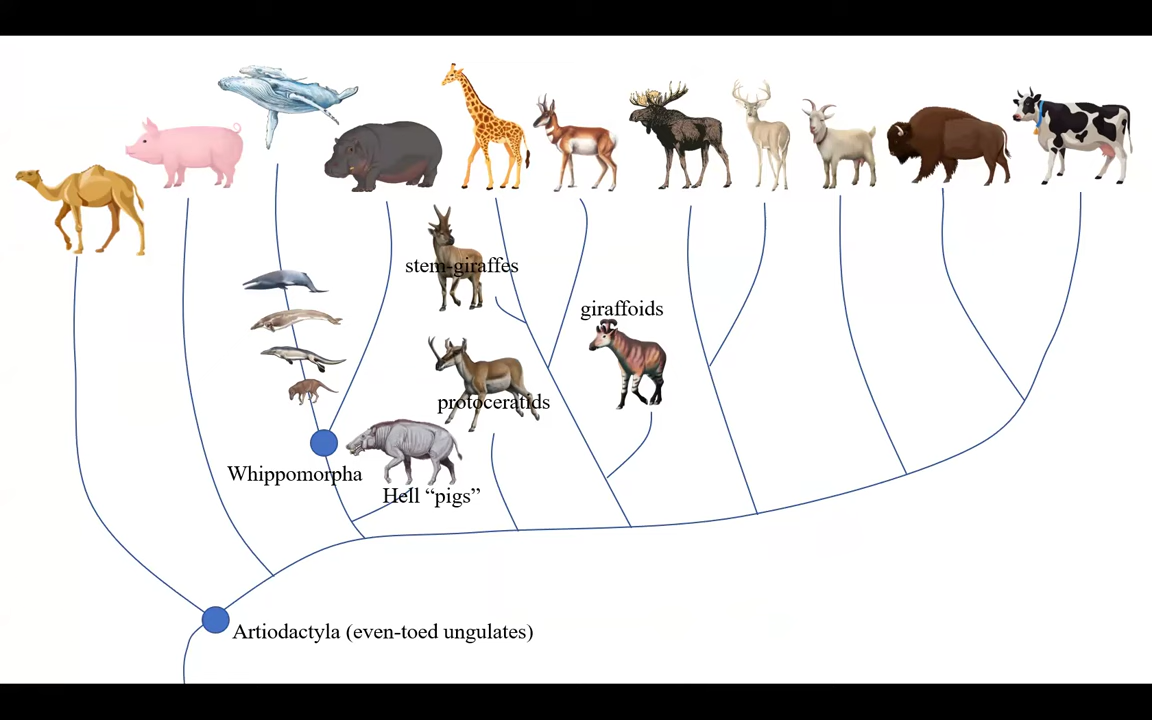 stem-giraffes
giraffoids
protoceratids
Whippomorpha
Hell “pigs”
Artiodactyla (even-toed ungulates)